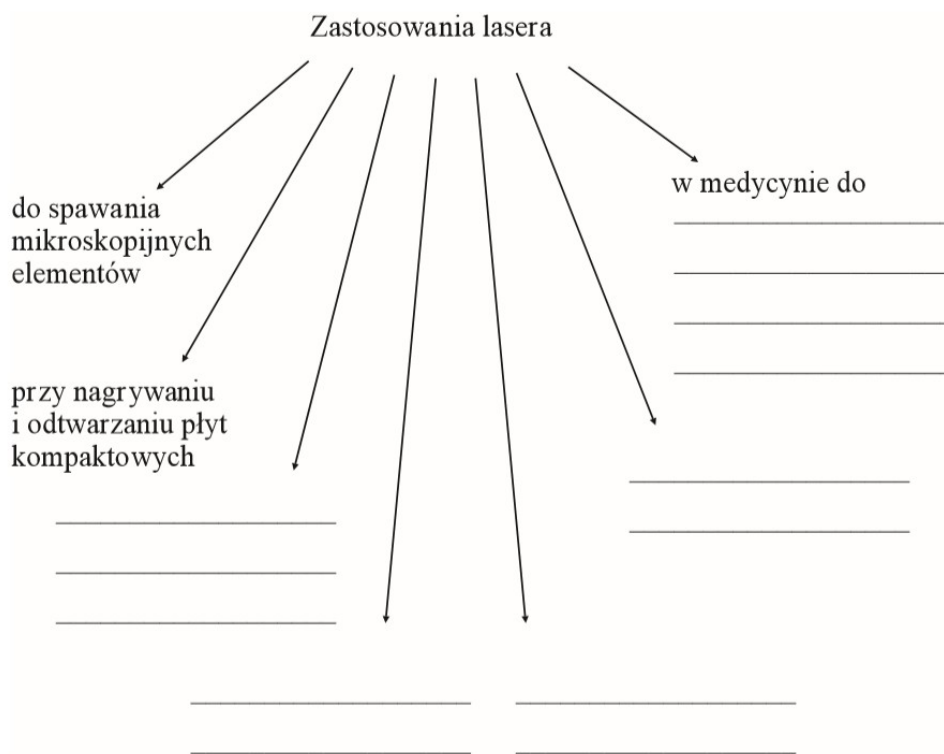 Zastosowania lasera
do spawania
mikroskopijnych
elementów
przy nagrywaniu
i odtwarzaniu płyt
kompaktowych
w medycynie do